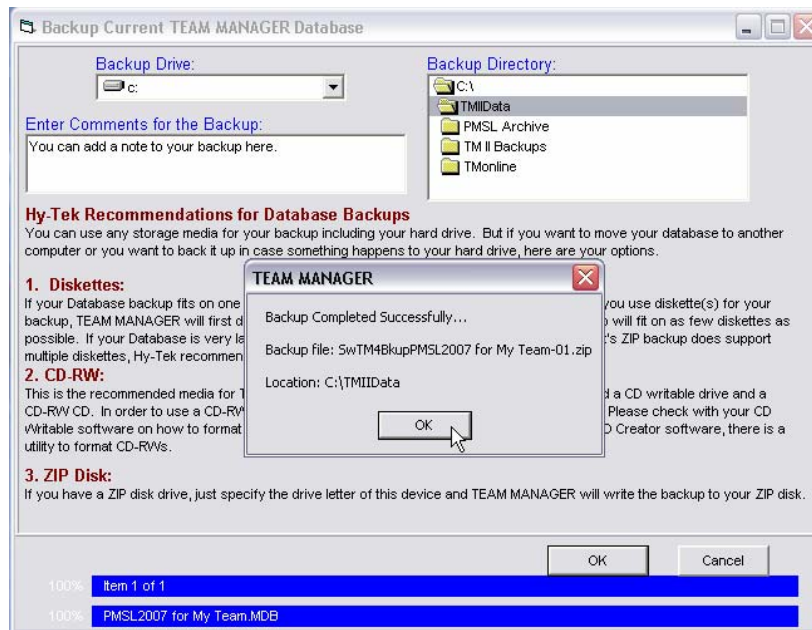 Backup Current TEAM MANAGER Database
Backup Drive:
c:
Backup Directory:
C:\
TMIIData
PMSL Archive
TM II Backups
TMonline
Enter Comments for the Backup:
You can add a note to your backup here.
Hy-Tek Recommendations for Database Backups
You can use any storage media for your backup including your hard drive. But if you want to move your database to another
computer or you want to back it up in case something happens to your hard drive, here are your options.
1. Diskettes:
If your Database backup fits on one
you use diskette(s) for your
backup, TEAM MANAGER will first d
will fit on as few diskettes as
possible. If your Database is very la
's ZIP backup does support
multiple diskettes, Hy-Tek recommen
2. CD-RW:
This is the recommended media for T
d a CD writable drive and a
CD-RW CD. In order to use a CD-RW
Please check with your CD
Writable software on how to format
D Creator software, there is a
utility to format CD-RWs.
3. ZIP Disk:
If you have a ZIP disk drive, just specify the drive letter of this device and TEAM MANAGER will write the backup to your ZIP disk.
TEAM MANAGER
Backup Completed Successfully...
Backup file: SwTM4BkupPMSL2007 for My Team-01.zip
Location: C:\TMIIData
OK
OK
Cancel
100% Item 1 of 1
100% PMSL2007 for My Team.MDB